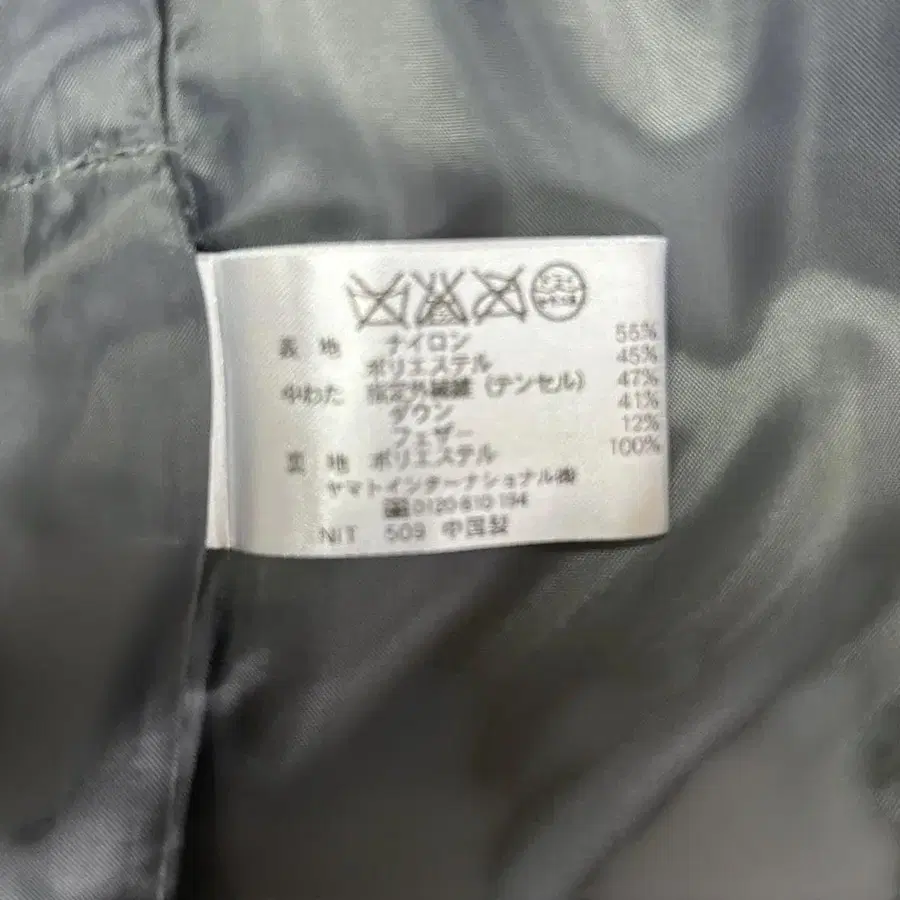 表 地 ナイロン 55%
ポリエステル 45%
中わた 指定外繊維 (テンセル) 47%
ダウン 41%
フェザー 12%
裏 地 ポリエステル 100%
ヤマトインターナショナル㈱
0120 610 194
NIT 509 中国製